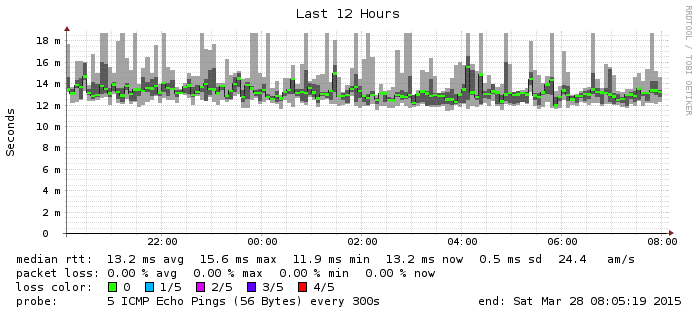 Last 12 Hours
RRDTOOL / TOBI OETIKER
Seconds
18 m
16 m
14 m
12 m
10 m
8 m
6 m
4 m
2 m
0
22:00 00:00 02:00 04:00 06:00 08:00
median rtt: 13.2 ms avg 15.6 ms max 11.9 ms min 13.2 ms now 0.5 ms sd 24.4 am/s
packet loss: 0.00 % avg 0.00 % max 0.00 % min 0.00 % now
loss color: 0 1/5 2/5 3/5 4/5
probe: 5 ICMP Echo Pings (56 Bytes) every 300s end: Sat Mar 28 08:05:19 2015